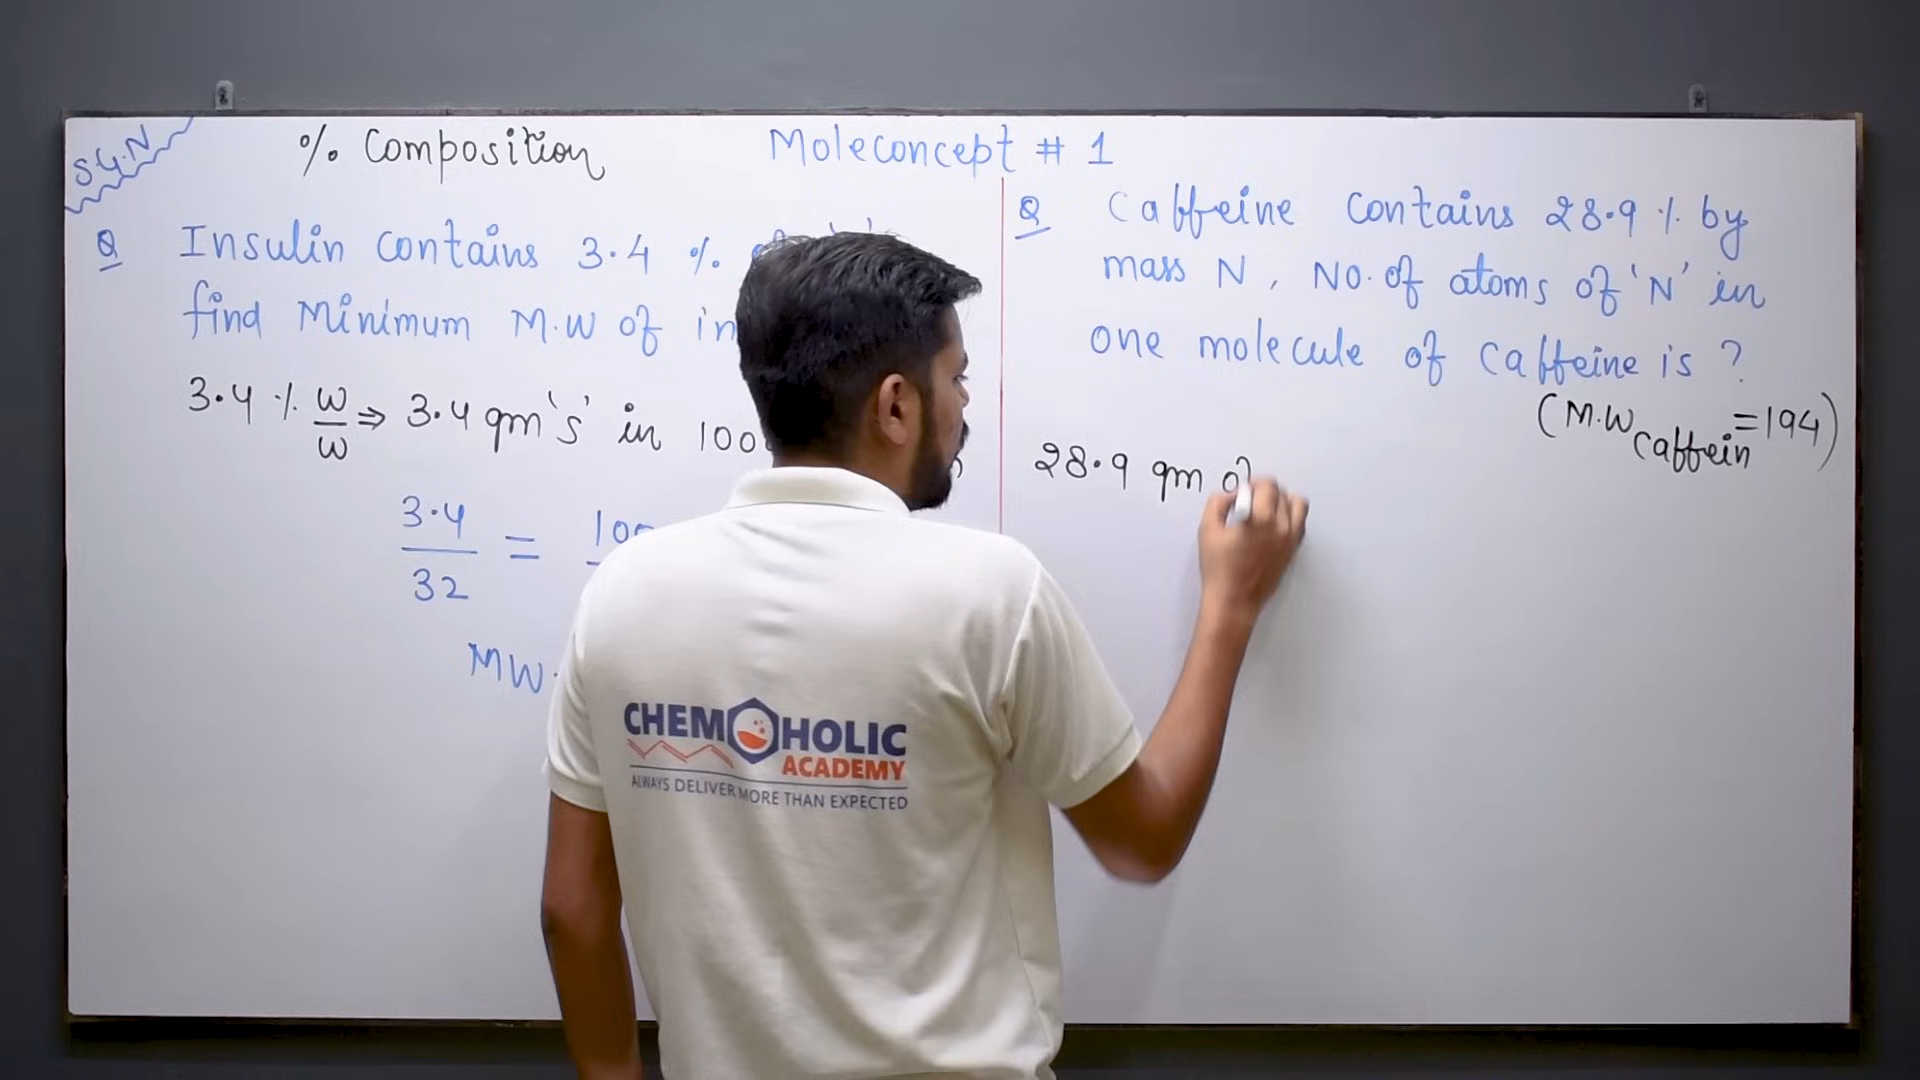 S.G.N
% Composition
Moleconcept # 1
Q Insulin contains 3.4 %
find Minimum M.W of in
3.4 % w/w ⇒ 3.4 gm 's' in 100
3.4/32 = 100
MW
Q Caffeine contains 28.9 % by
mass N, No. of atoms of 'N' in
one molecule of caffeine is ?
(M.W caffein = 194)
28.9 gm of
CHEMOHOLIC
ACADEMY
ALWAYS DELIVER MORE THAN EXPECTED